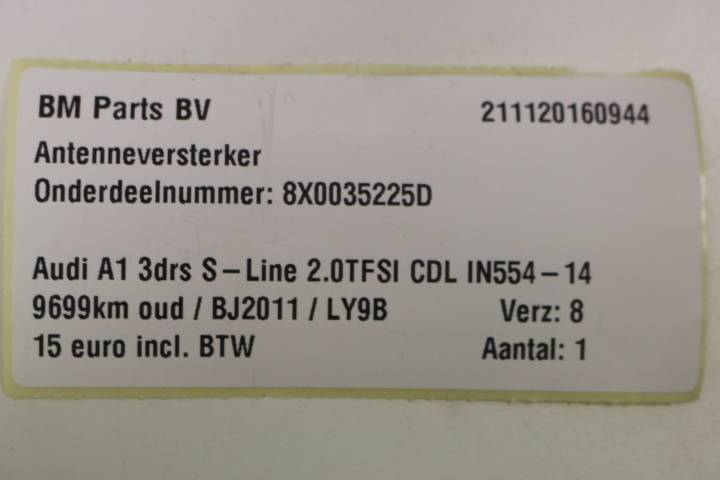 BM Parts BV 211120160944
Antenneversterker
Onderdeelnummer: 8X0035225D
Audi A1 3drs S-Line 2.0TFSI CDL IN554-14
9699km oud / BJ2011 / LY9B Verz: 8
15 euro incl. BTW Aantal: 1